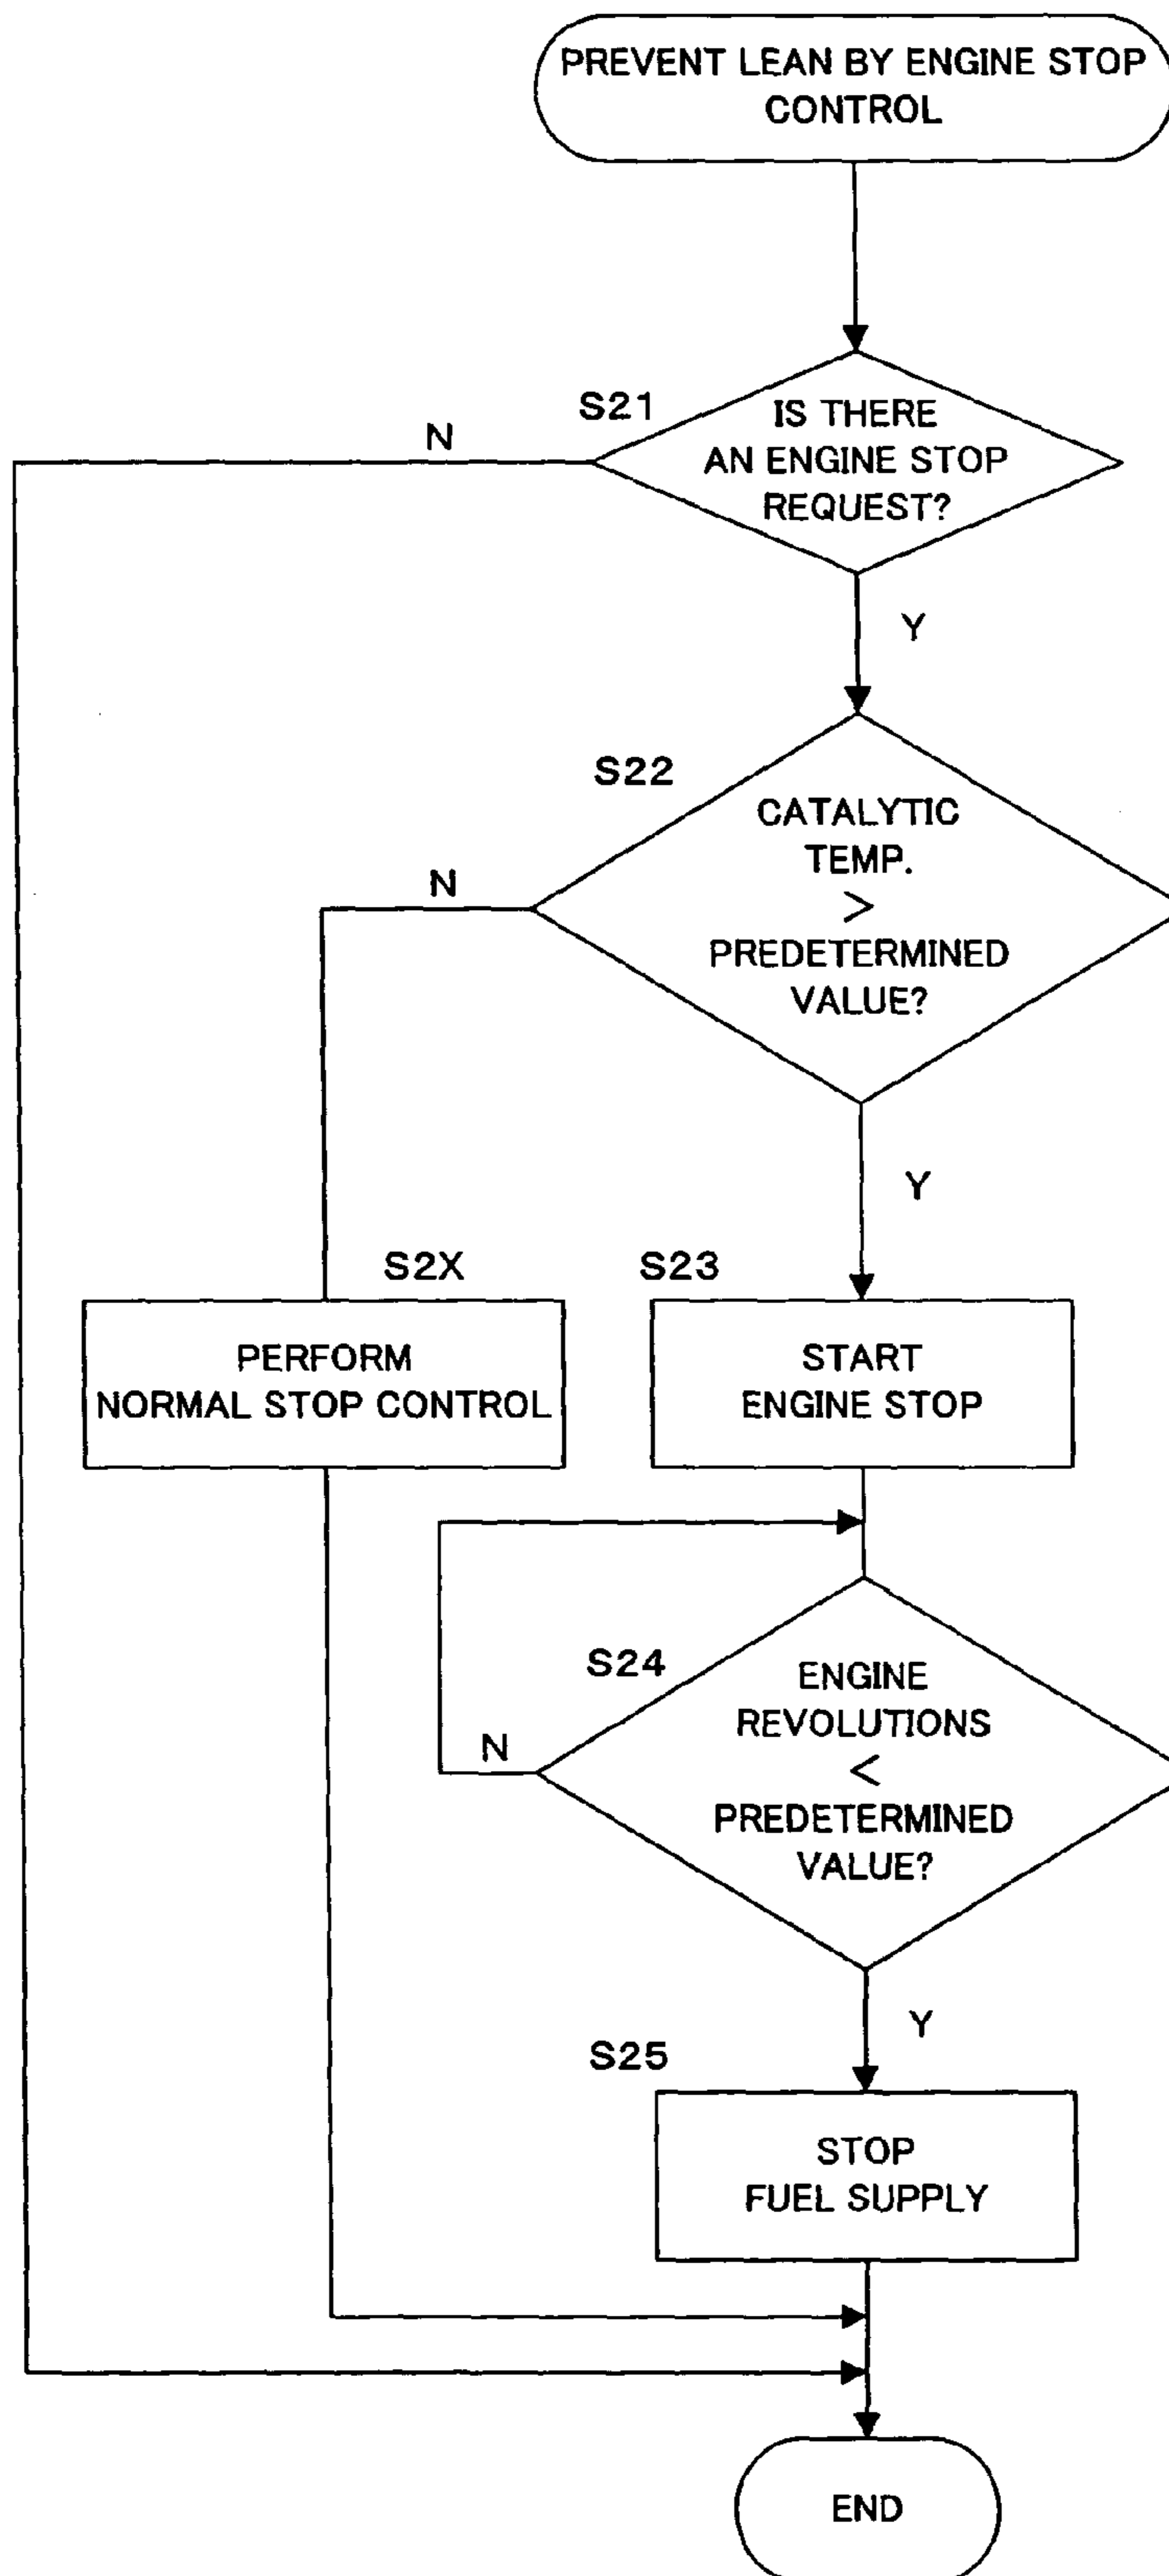 PREVENT LEAN BY ENGINE STOP
CONTROL
S21
N
IS THERE
AN ENGINE STOP
REQUEST?
Y
S22
N
CATALYTIC
TEMP.
>
PREDETERMINED
VALUE?
Y
S2X
PERFORM
NORMAL STOP CONTROL
S23
START
ENGINE STOP
S24
N
ENGINE
REVOLUTIONS
<
PREDETERMINED
VALUE?
Y
S25
STOP
FUEL SUPPLY
END